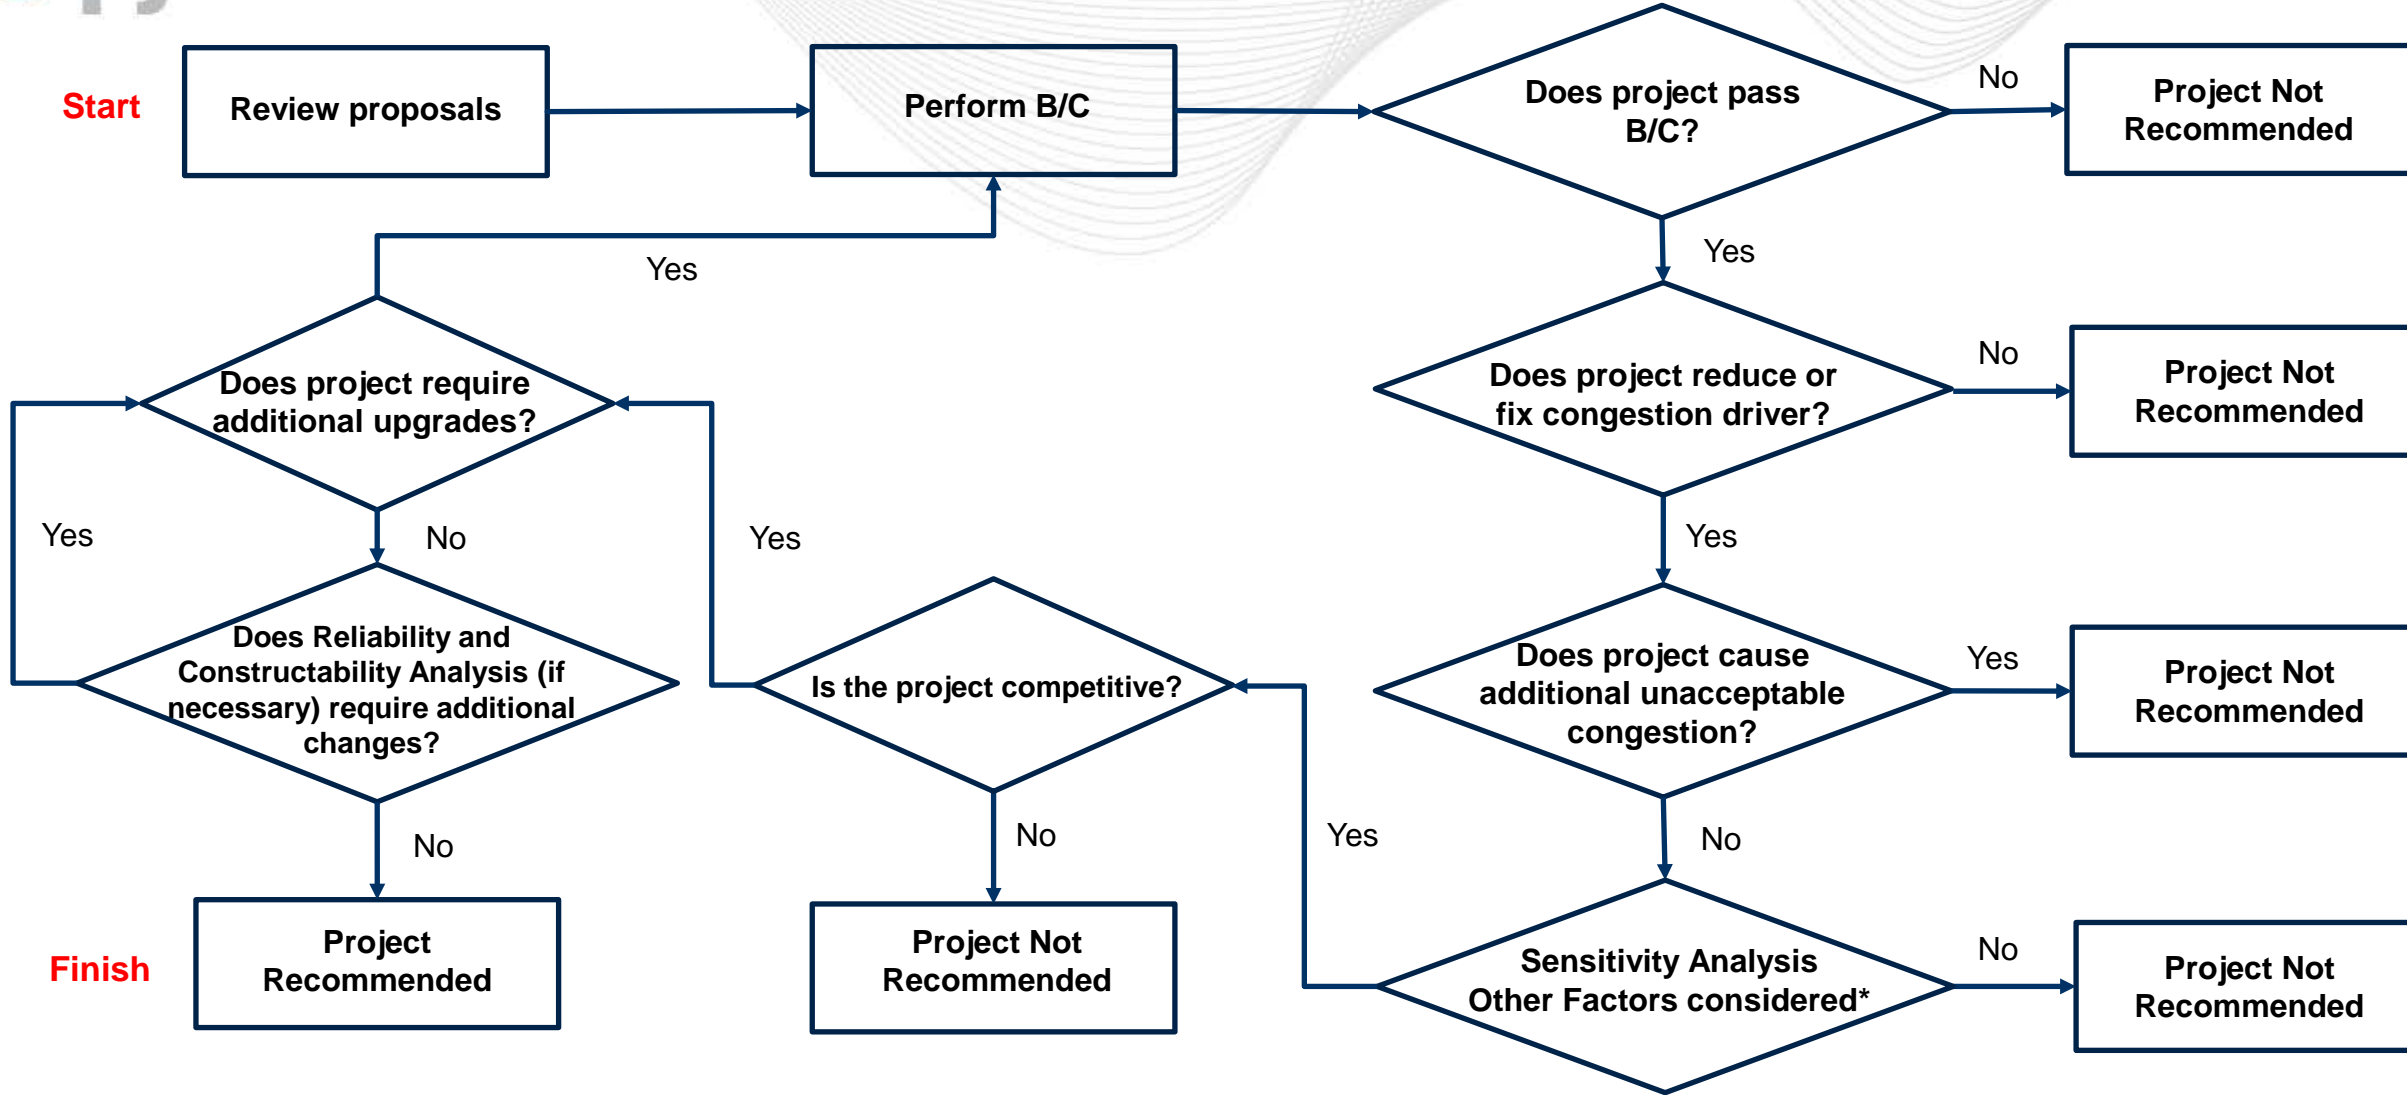 Start
Review proposals
Perform B/C
Does project pass
B/C?
No
Project Not
Recommended
Yes
Yes
Does project require
additional upgrades?
Does project reduce or
fix congestion driver?
No
Project Not
Recommended
Yes
No
Yes
Yes
Does Reliability and
Constructability Analysis (if
necessary) require additional
changes?
Is the project competitive?
Does project cause
additional unacceptable
congestion?
Yes
Project Not
Recommended
No
No
Yes
No
Finish
Project
Recommended
Project Not
Recommended
Sensitivity Analysis
Other Factors considered*
No
Project Not
Recommended